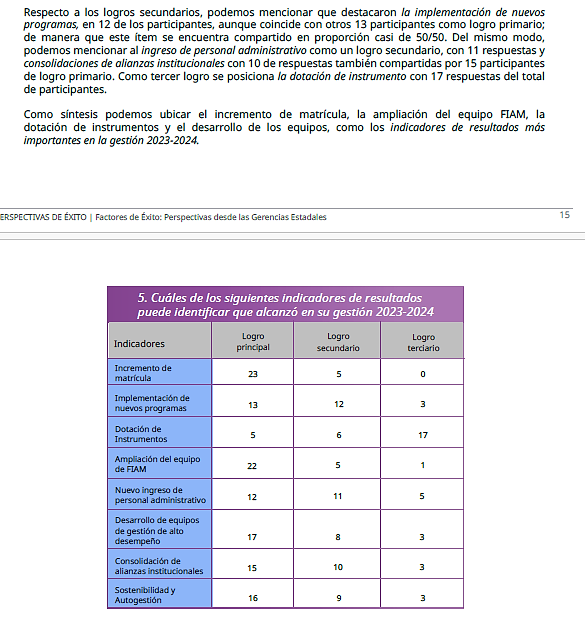 Respecto a los logros secundarios, podemos mencionar que destacaron la implementación de nuevos
programas, en 12 de los participantes, aunque coincide con otros 13 participantes como logro primario;
de manera que este ítem se encuentra compartido en proporción casi de 50/50. Del mismo modo,
podemos mencionar al ingreso de personal administrativo como un logro secundario, con 11 respuestas y
consolidaciones de alianzas institucionales con 10 de respuestas también compartidas por 15 participantes
de logro primario. Como tercer logro se posiciona la dotación de instrumento con 17 respuestas del total
de participantes.
Como síntesis podemos ubicar el incremento de matrícula, la ampliación del equipo FIAM, la
dotación de instrumentos y el desarrollo de los equipos, como los indicadores de resultados más
importantes en la gestión 2023-2024.
ERSPECTIVAS DE ÉXITO | Factores de Éxito: Perspectivas desde las Gerencias Estadales 15
5. Cuáles de los siguientes indicadores de resultados
puede identificar que alcanzó en su gestión 2023-2024
Indicadores Logro principal Logro secundario Logro terciario
Incremento de
matrícula 23 5 0
Implementación de
nuevos programas 13 12 3
Dotación de
Instrumentos 5 6 17
Ampliación del equipo
de FIAM 22 5 1
Nuevo ingreso de
personal administrativo 12 11 5
Desarrollo de equipos
de gestión de alto
desempeño 17 8 3
Consolidación de
alianzas institucionales 15 10 3
Sostenibilidad y
Autogestión 16 9 3